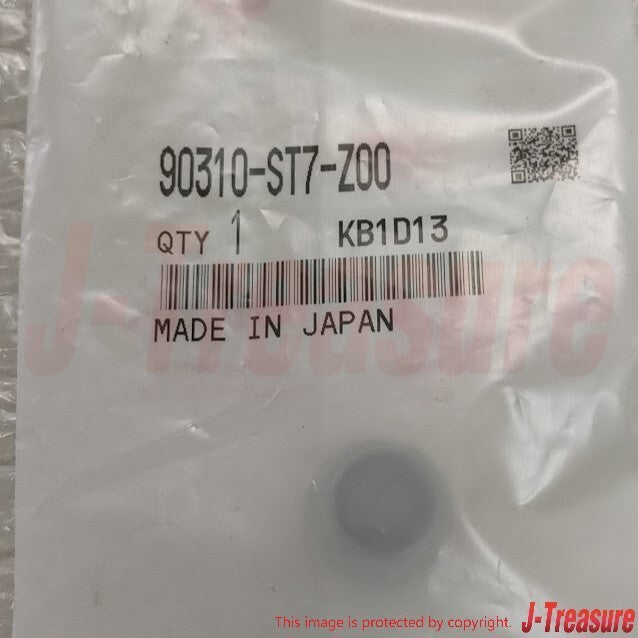 90310-ST7-Z00
QTY 1 KB1D13
MADE IN JAPAN
J-Treasure
This image is protected by copyright.
J-Treasure